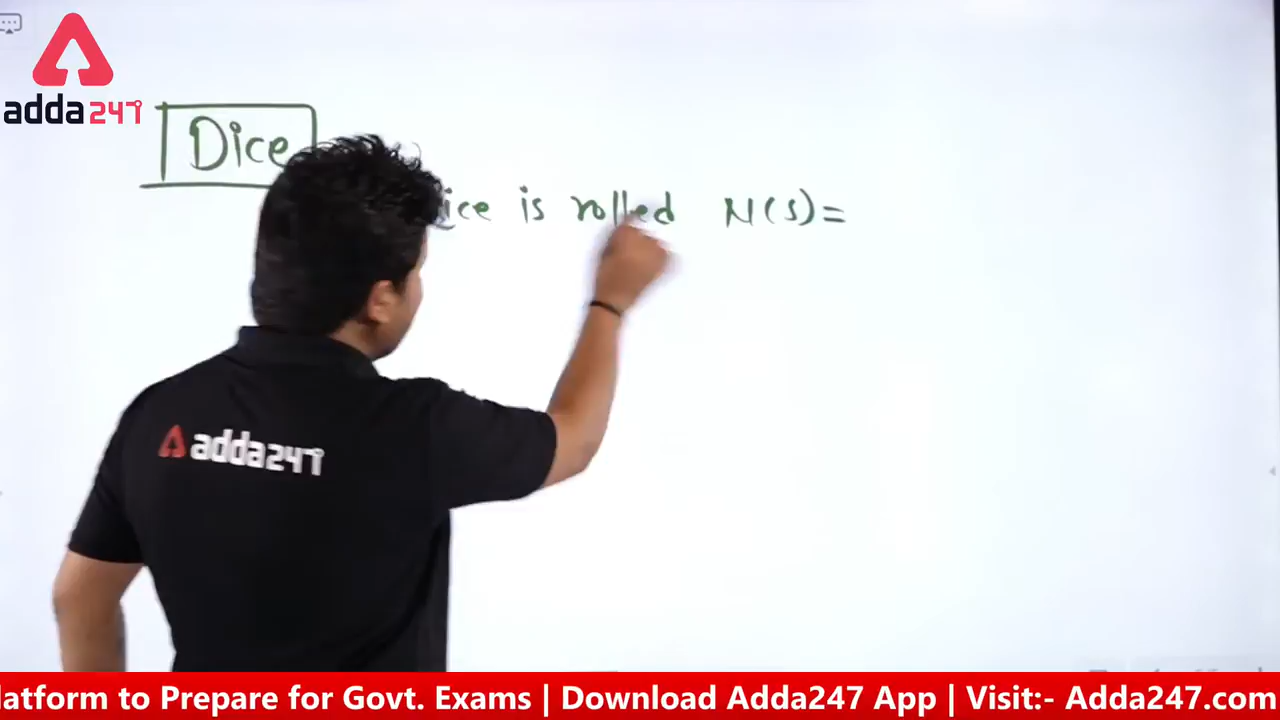 adda247
Dice
ice is rolled N(S)=
adda247
latform to Prepare for Govt. Exams | Download Adda247 App | Visit:- Adda247.com